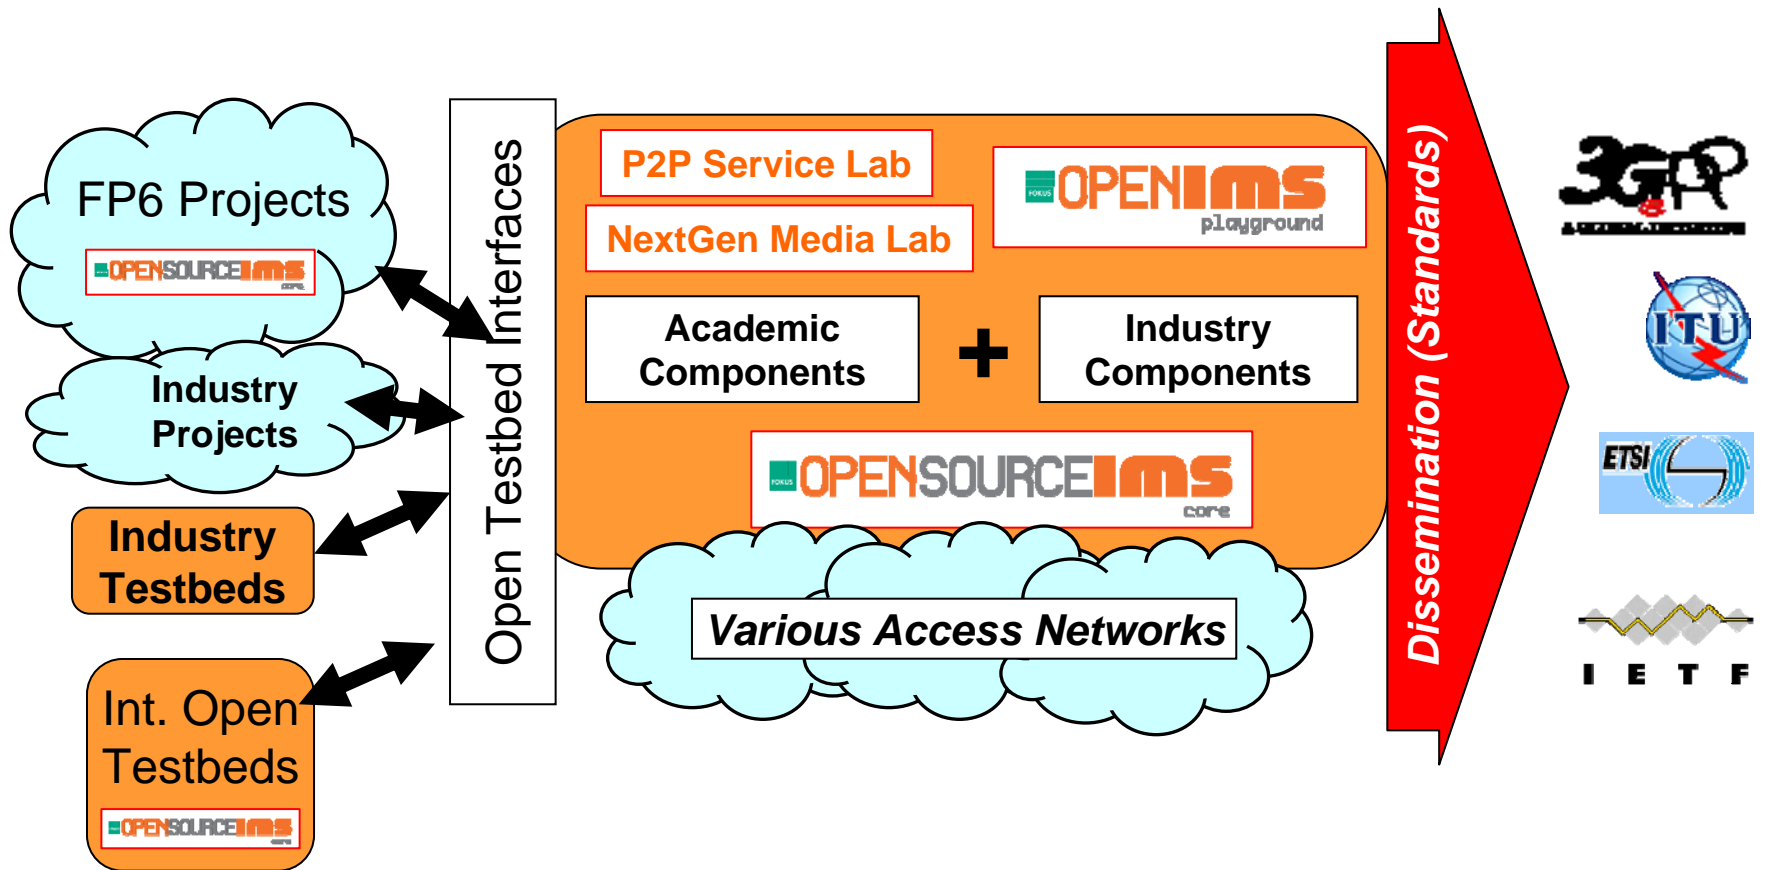 FP6 Projects
OPENSOURCEIMS
core
Industry
Projects
Industry
Testbeds
Int. Open
Testbeds
OPENSOURCEIMS
core
Open Testbed Interfaces
P2P Service Lab
NextGen Media Lab
FOKUS
OPENIMS
playground
Academic
Components
+
Industry
Components
FOKUS
OPENSOURCEIMS
core
Various Access Networks
Dissemination (Standards)
3GPP
ITU
ETSI
I E T F